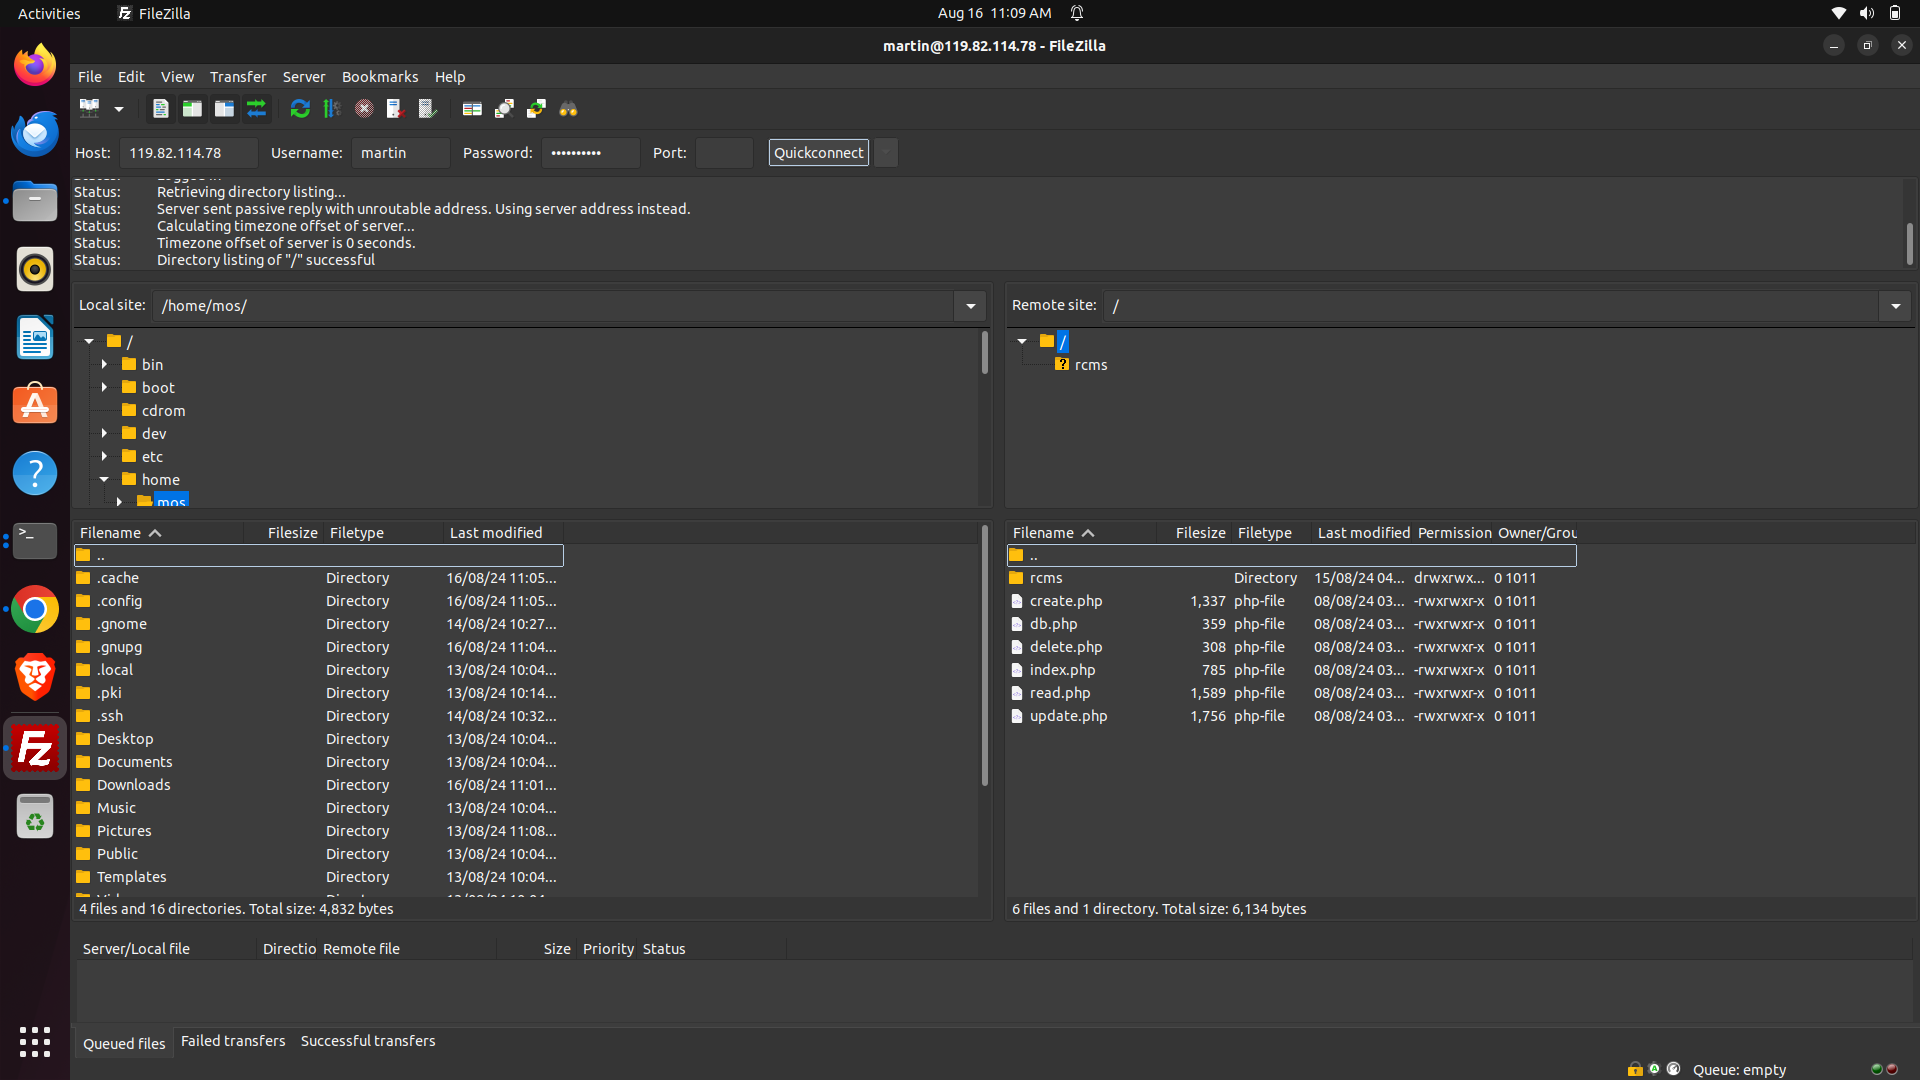 Activities FileZilla Aug 16 11:09 AM
martin@119.82.114.78 - FileZilla
File Edit View Transfer Server Bookmarks Help
Host: 119.82.114.78 Username: martin Password: •••••••••• Port: Quickconnect
Status: Logged in
Status: Retrieving directory listing...
Status: Server sent passive reply with unroutable address. Using server address instead.
Status: Calculating timezone offset of server...
Status: Timezone offset of server is 0 seconds.
Status: Directory listing of "/" successful
Local site: /home/mos/
/
bin
boot
cdrom
dev
etc
home
mos
Remote site: /
/
rcms
Filename Filesize Filetype Last modified
..
.cache Directory 16/08/24 11:05...
.config Directory 16/08/24 11:05...
.gnome Directory 14/08/24 10:27...
.gnupg Directory 16/08/24 11:04...
.local Directory 13/08/24 10:04...
.pki Directory 13/08/24 10:14...
.ssh Directory 14/08/24 10:32...
Desktop Directory 13/08/24 10:04...
Documents Directory 13/08/24 10:04...
Downloads Directory 16/08/24 11:01...
Music Directory 13/08/24 10:04...
Pictures Directory 13/08/24 11:08...
Public Directory 13/08/24 10:04...
Templates Directory 13/08/24 10:04...
4 files and 16 directories. Total size: 4,832 bytes
Filename Filesize Filetype Last modified Permission Owner/Grou
..
rcms Directory 15/08/24 04... drwxrwx... 0 1011
create.php 1,337 php-file 08/08/24 03... -rwxrwxr-x 0 1011
db.php 359 php-file 08/08/24 03... -rwxrwxr-x 0 1011
delete.php 308 php-file 08/08/24 03... -rwxrwxr-x 0 1011
index.php 785 php-file 08/08/24 03... -rwxrwxr-x 0 1011
read.php 1,589 php-file 08/08/24 03... -rwxrwxr-x 0 1011
update.php 1,756 php-file 08/08/24 03... -rwxrwxr-x 0 1011
6 files and 1 directory. Total size: 6,134 bytes
Server/Local file Directio Remote file Size Priority Status
Queued files Failed transfers Successful transfers
Queue: empty